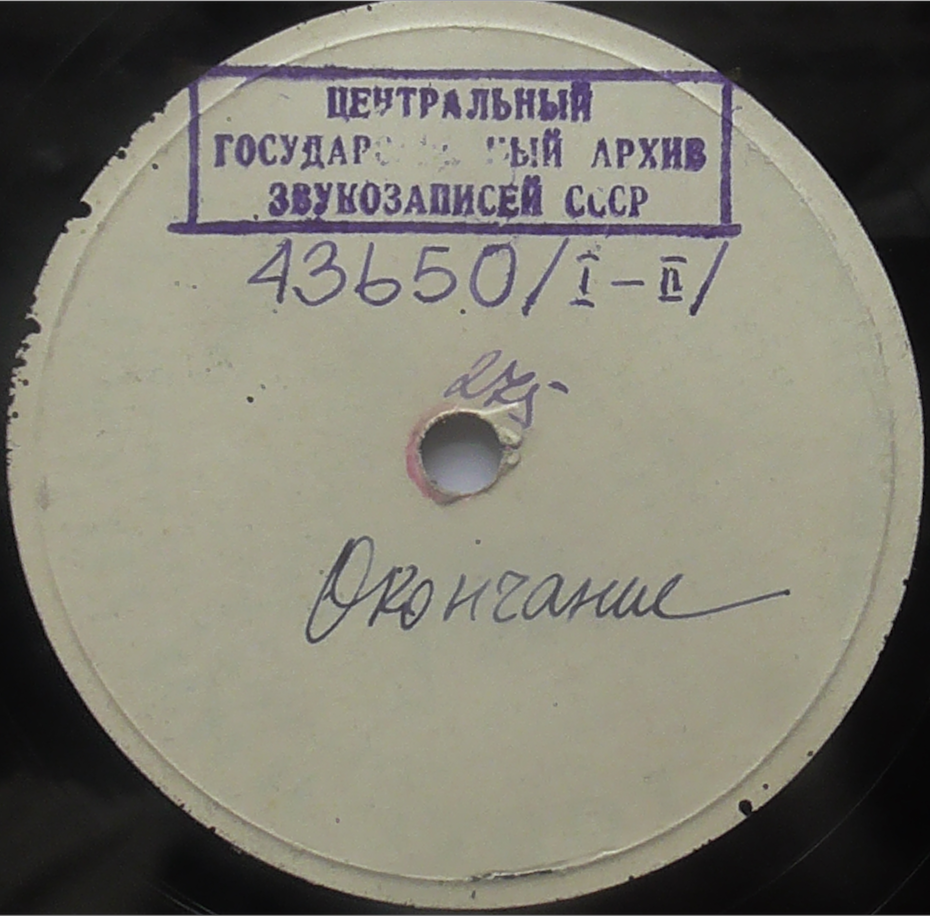 ЦЕНТРАЛЬНЫЙ
АРХИВ
ЗВУКОЗАПИСЕЙ СССР
43650/I-II/
Окончание